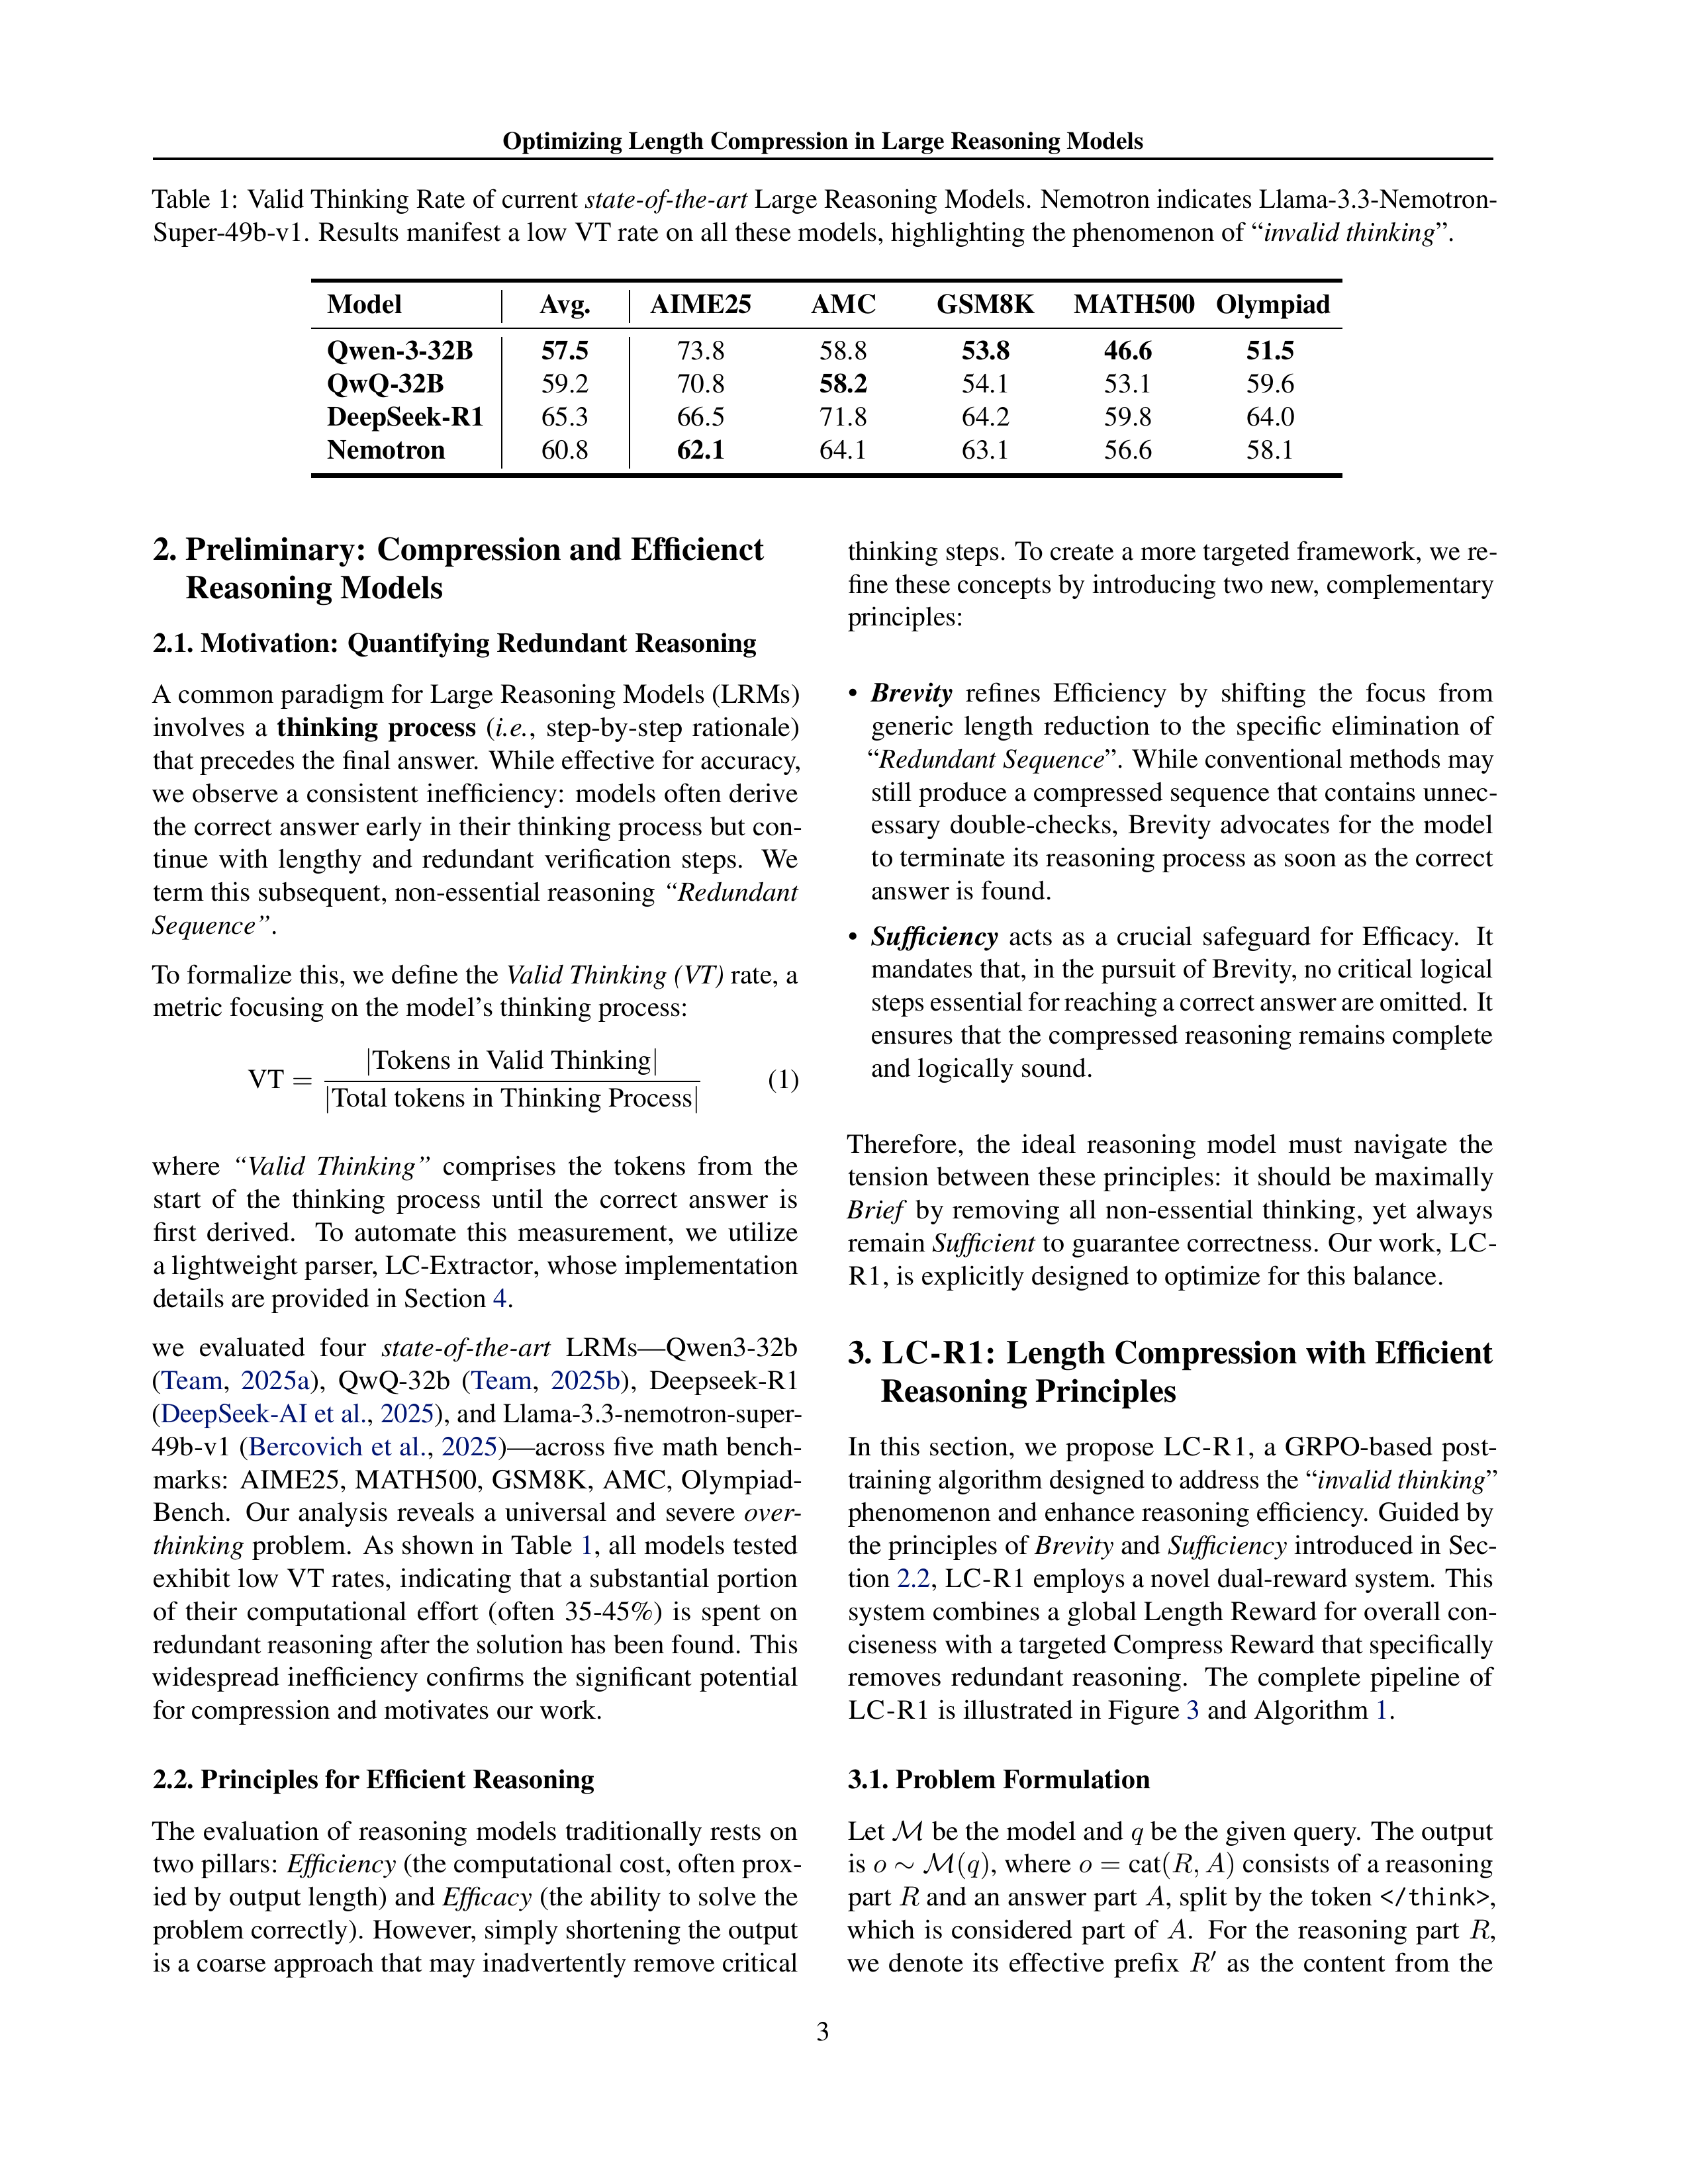 Optimizing Length Compression in Large Reasoning Models
Table 1: Valid Thinking Rate of current state-of-the-art Large Reasoning Models. Nemotron indicates Llama-3.3-Nemotron-
Super-49b-v1. Results manifest a low VT rate on all these models, highlighting the phenomenon of “invalid thinking”.
Model Avg. AIME25 AMC GSM8K MATH500 Olympiad
Qwen-3-32B 57.5 73.8 58.8 53.8 46.6 51.5
QwQ-32B 59.2 70.8 58.2 54.1 53.1 59.6
DeepSeek-R1 65.3 66.5 71.8 64.2 59.8 64.0
Nemotron 60.8 62.1 64.1 63.1 56.6 58.1
2. Preliminary: Compression and Efficienct
Reasoning Models
2.1. Motivation: Quantifying Redundant Reasoning
A common paradigm for Large Reasoning Models (LRMs)
involves a thinking process (i.e., step-by-step rationale)
that precedes the final answer. While effective for accuracy,
we observe a consistent inefficiency: models often derive
the correct answer early in their thinking process but con-
tinue with lengthy and redundant verification steps. We
term this subsequent, non-essential reasoning “Redundant
Sequence”.
To formalize this, we define the Valid Thinking (VT) rate, a
metric focusing on the model’s thinking process:
VT = |Tokens in Valid Thinking| / |Total tokens in Thinking Process| (1)
where “Valid Thinking” comprises the tokens from the
start of the thinking process until the correct answer is
first derived. To automate this measurement, we utilize
a lightweight parser, LC-Extractor, whose implementation
details are provided in Section 4.
we evaluated four state-of-the-art LRMs—Qwen3-32b
(Team, 2025a), QwQ-32b (Team, 2025b), Deepseek-R1
(DeepSeek-AI et al., 2025), and Llama-3.3-nemotron-super-
49b-v1 (Bercovich et al., 2025)—across five math bench-
marks: AIME25, MATH500, GSM8K, AMC, Olympiad-
Bench. Our analysis reveals a universal and severe over-
thinking problem. As shown in Table 1, all models tested
exhibit low VT rates, indicating that a substantial portion
of their computational effort (often 35-45%) is spent on
redundant reasoning after the solution has been found. This
widespread inefficiency confirms the significant potential
for compression and motivates our work.
2.2. Principles for Efficient Reasoning
The evaluation of reasoning models traditionally rests on
two pillars: Efficiency (the computational cost, often prox-
ied by output length) and Efficacy (the ability to solve the
problem correctly). However, simply shortening the output
is a coarse approach that may inadvertently remove critical
thinking steps. To create a more targeted framework, we re-
fine these concepts by introducing two new, complementary
principles:
• Brevity refines Efficiency by shifting the focus from
generic length reduction to the specific elimination of
“Redundant Sequence”. While conventional methods may
still produce a compressed sequence that contains unnec-
essary double-checks, Brevity advocates for the model
to terminate its reasoning process as soon as the correct
answer is found.
• Sufficiency acts as a crucial safeguard for Efficacy. It
mandates that, in the pursuit of Brevity, no critical logical
steps essential for reaching a correct answer are omitted. It
ensures that the compressed reasoning remains complete
and logically sound.
Therefore, the ideal reasoning model must navigate the
tension between these principles: it should be maximally
Brief by removing all non-essential thinking, yet always
remain Sufficient to guarantee correctness. Our work, LC-
R1, is explicitly designed to optimize for this balance.
3. LC-R1: Length Compression with Efficient
Reasoning Principles
In this section, we propose LC-R1, a GRPO-based post-
training algorithm designed to address the “invalid thinking”
phenomenon and enhance reasoning efficiency. Guided by
the principles of Brevity and Sufficiency introduced in Sec-
tion 2.2, LC-R1 employs a novel dual-reward system. This
system combines a global Length Reward for overall con-
ciseness with a targeted Compress Reward that specifically
removes redundant reasoning. The complete pipeline of
LC-R1 is illustrated in Figure 3 and Algorithm 1.
3.1. Problem Formulation
Let ℳ be the model and q be the given query. The output
is o ∼ ℳ(q), where o = cat(R, A) consists of a reasoning
part R and an answer part A, split by the token </think>,
which is considered part of A. For the reasoning part R,
we denote its effective prefix R′ as the content from the
3